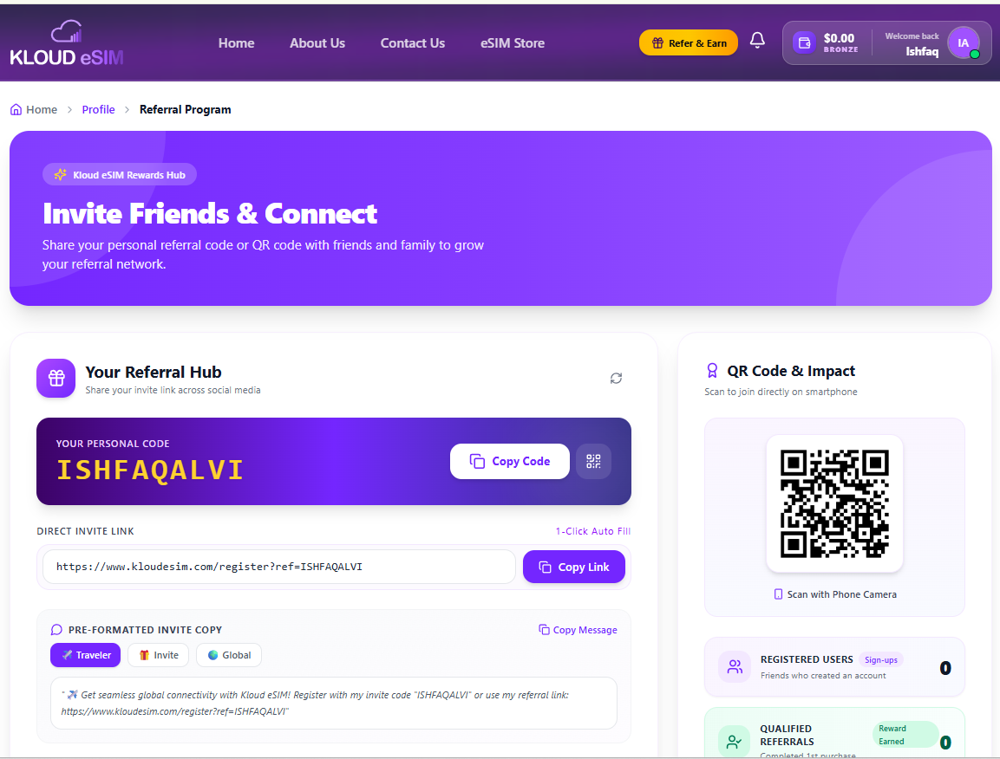 KLOUD eSIM
Home
About Us
Contact Us
eSIM Store
Refer & Earn
$0.00
BRONZE
Welcome back
Ishfaq
IA
Home
Profile
Referral Program
Kloud eSIM Rewards Hub
Invite Friends & Connect
Share your personal referral code or QR code with friends and family to grow
your referral network.
Your Referral Hub
Share your invite link across social media
YOUR PERSONAL CODE
ISHFAQALVI
Copy Code
DIRECT INVITE LINK
1-Click Auto Fill
https://www.kloudesim.com/register?ref=ISHFAQALVI
Copy Link
PRE-FORMATTED INVITE COPY
Copy Message
✈️ Traveler
🎁 Invite
🌍 Global
" ✈️ Get seamless global connectivity with Kloud eSIM! Register with my invite code "ISHFAQALVI" or use my referral link:
https://www.kloudesim.com/register?ref=ISHFAQALVI"
QR Code & Impact
Scan to join directly on smartphone
Scan with Phone Camera
REGISTERED USERS
Sign-ups
Friends who created an account
0
QUALIFIED
REFERRALS
Reward
Earned
0
Completed 1st purchase